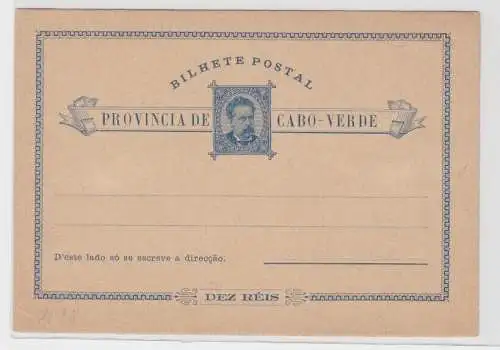 BILHETE POSTAL
PROVINCIA DE CABO-VERDE
D'este lado só se escreve a direcção.
DEZ RÉIS